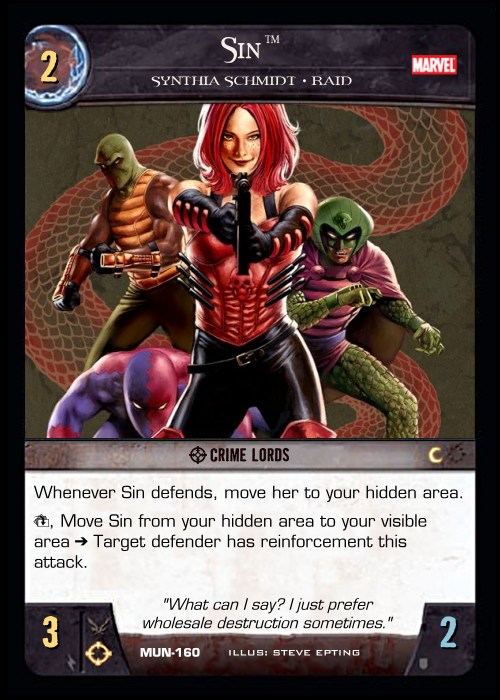 2
SIN™
MARVEL
SYNTHIA SCHMIDT • RAID
CRIME LORDS
Whenever Sin defends, move her to your hidden area.
, Move Sin from your hidden area to your visible
area ➔ Target defender has reinforcement this
attack.
"What can I say? I just prefer
wholesale destruction sometimes."
3
2
MUN-160 ILLUS: STEVE EPTING